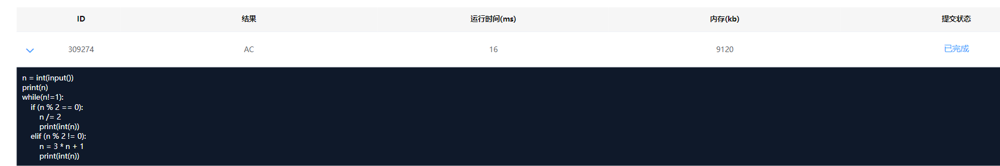 ID 结果 运行时间(ms) 内存(kb) 提交状态
309274 AC 16 9120 已完成
n = int(input())
print(n)
while(n!=1):
    if (n % 2 == 0):
        n /= 2
        print(int(n))
    elif (n % 2 != 0):
        n = 3 * n + 1
        print(int(n))